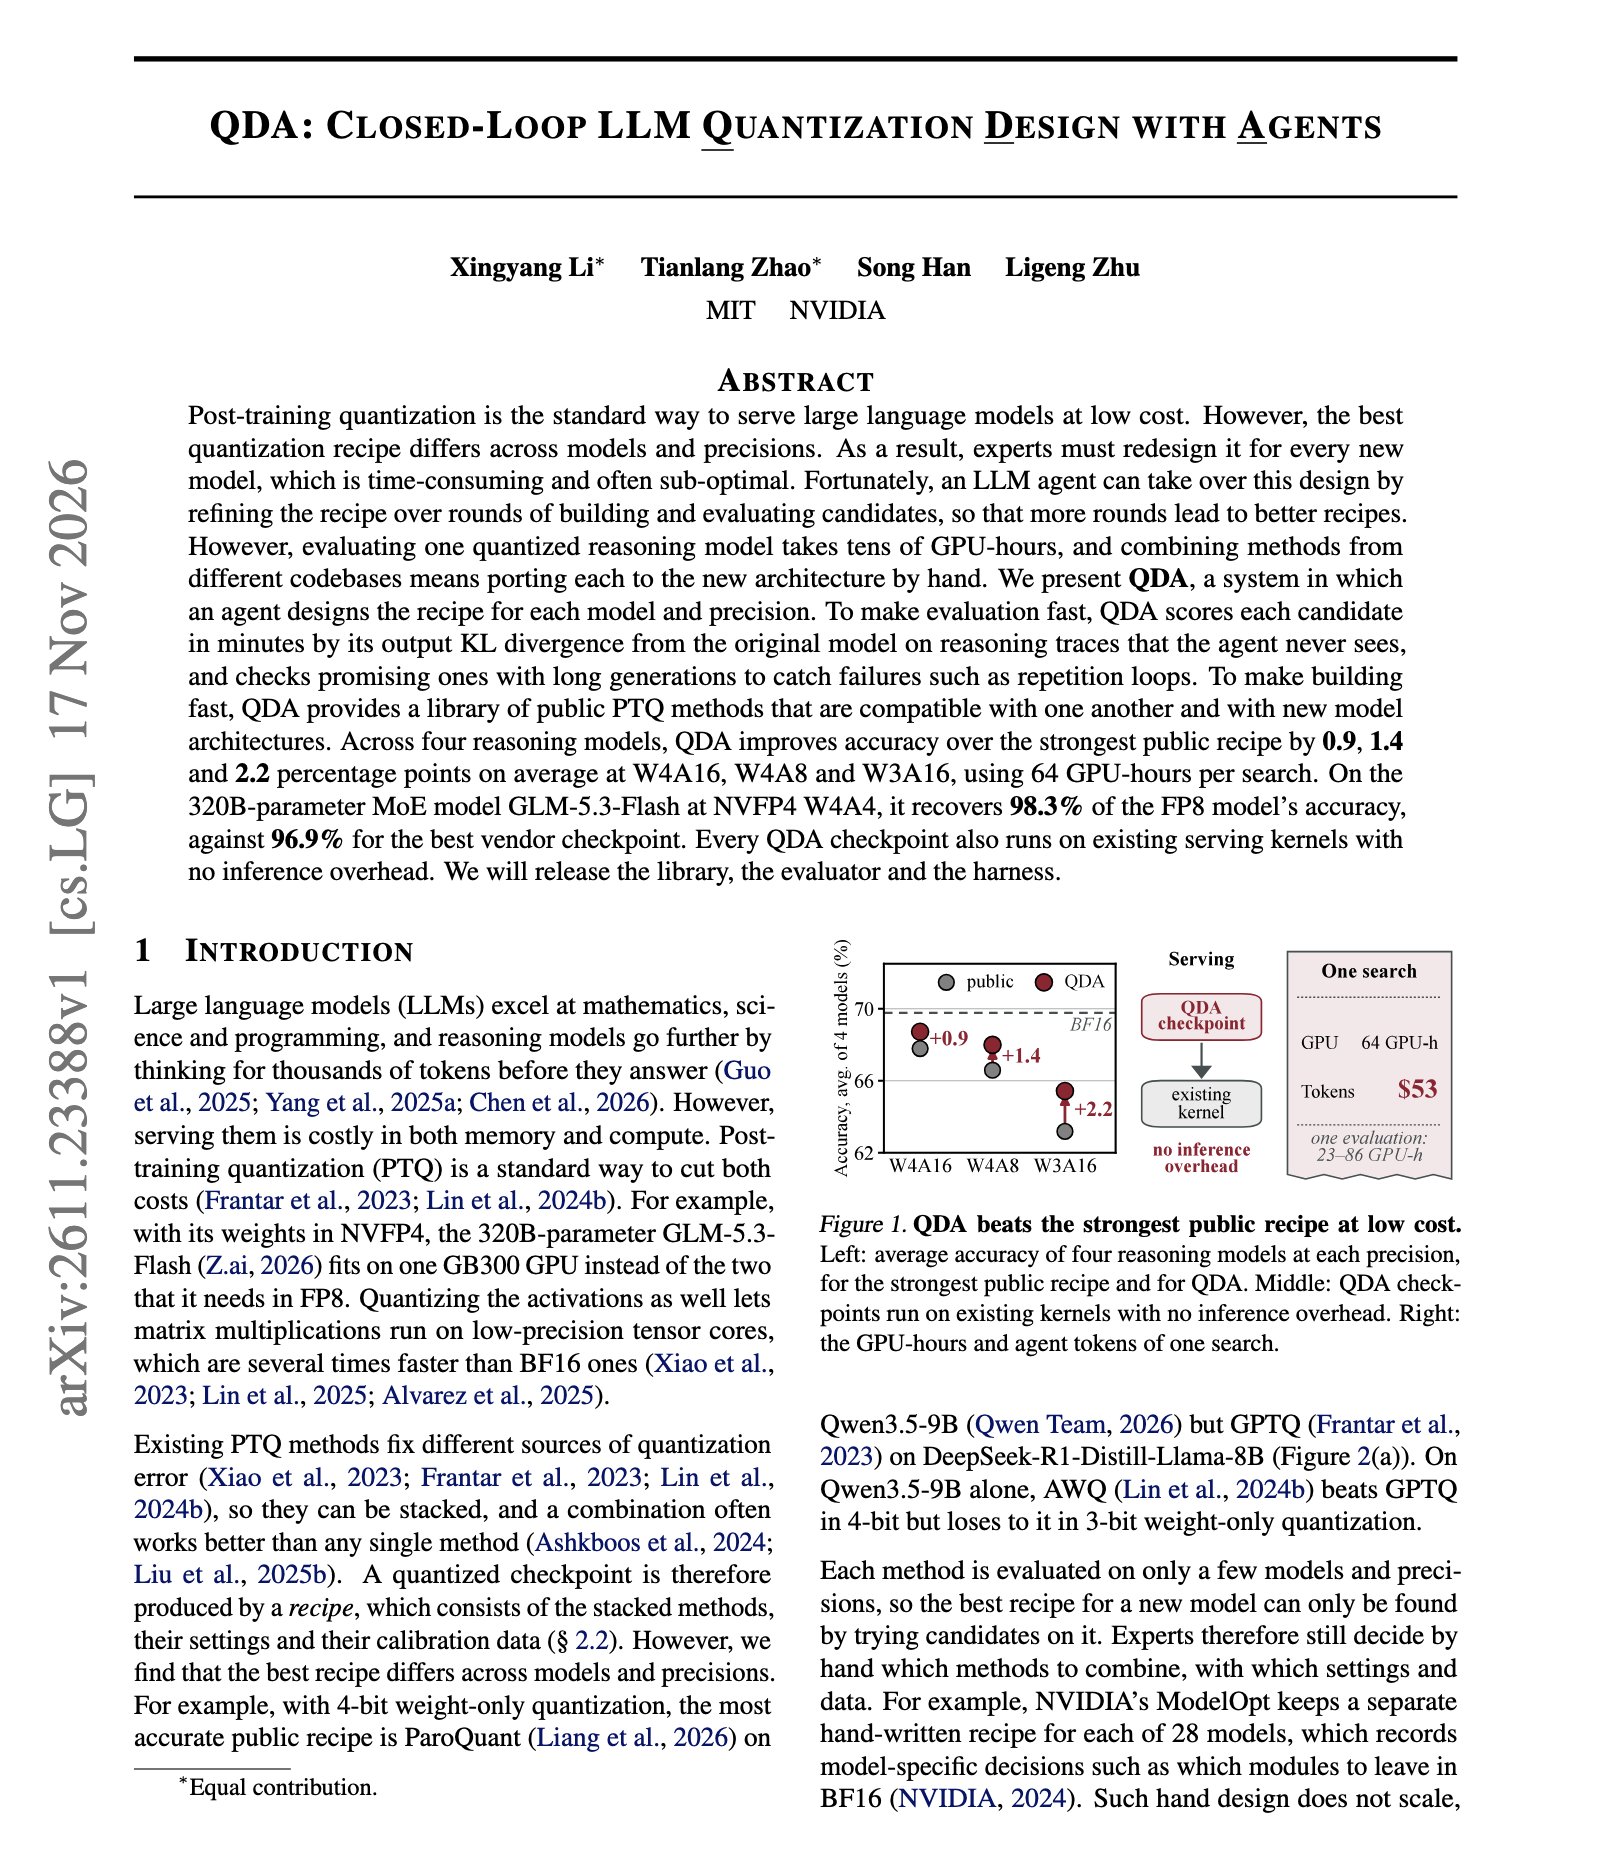 QDA: CLOSED-LOOP LLM QUANTIZATION DESIGN WITH AGENTS
Xingyang Li* Tianlang Zhao* Song Han Ligeng Zhu
MIT NVIDIA
ABSTRACT
Post-training quantization is the standard way to serve large language models at low cost. However, the best
quantization recipe differs across models and precisions. As a result, experts must redesign it for every new
model, which is time-consuming and often sub-optimal. Fortunately, an LLM agent can take over this design by
refining the recipe over rounds of building and evaluating candidates, so that more rounds lead to better recipes.
However, evaluating one quantized reasoning model takes tens of GPU-hours, and combining methods from
different codebases means porting each to the new architecture by hand. We present QDA, a system in which
an agent designs the recipe for each model and precision. To make evaluation fast, QDA scores each candidate
in minutes by its output KL divergence from the original model on reasoning traces that the agent never sees,
and checks promising ones with long generations to catch failures such as repetition loops. To make building
fast, QDA provides a library of public PTQ methods that are compatible with one another and with new model
architectures. Across four reasoning models, QDA improves accuracy over the strongest public recipe by 0.9, 1.4
and 2.2 percentage points on average at W4A16, W4A8 and W3A16, using 64 GPU-hours per search. On the
320B-parameter MoE model GLM-5.3-Flash at NVFP4 W4A4, it recovers 98.3% of the FP8 model's accuracy,
against 96.9% for the best vendor checkpoint. Every QDA checkpoint also runs on existing serving kernels with
no inference overhead. We will release the library, the evaluator and the harness.
arXiv:2611.23388v1 [cs.LG] 17 Nov 2026
1 INTRODUCTION
Large language models (LLMs) excel at mathematics, sci-
ence and programming, and reasoning models go further by
thinking for thousands of tokens before they answer (Guo
et al., 2025; Yang et al., 2025a; Chen et al., 2026). However,
serving them is costly in both memory and compute. Post-
training quantization (PTQ) is a standard way to cut both
costs (Frantar et al., 2023; Lin et al., 2024b). For example,
with its weights in NVFP4, the 320B-parameter GLM-5.3-
Flash (Z.ai, 2026) fits on one GB300 GPU instead of the two
that it needs in FP8. Quantizing the activations as well lets
matrix multiplications run on low-precision tensor cores,
which are several times faster than BF16 ones (Xiao et al.,
2023; Lin et al., 2025; Alvarez et al., 2025).
Existing PTQ methods fix different sources of quantization
error (Xiao et al., 2023; Frantar et al., 2023; Lin et al.,
2024b), so they can be stacked, and a combination often
works better than any single method (Ashkboos et al., 2024;
Liu et al., 2025b). A quantized checkpoint is therefore
produced by a recipe, which consists of the stacked methods,
their settings and their calibration data (§ 2.2). However, we
find that the best recipe differs across models and precisions.
For example, with 4-bit weight-only quantization, the most
accurate public recipe is ParoQuant (Liang et al., 2026) on
*Equal contribution.
Accuracy, avg. of 4 models (%)
70
66
62
public QDA
BF16
+0.9
+1.4
+2.2
W4A16 W4A8 W3A16
Serving
QDA
checkpoint
existing
kernel
no inference
overhead
One search
GPU 64 GPU-h
Tokens $53
one evaluation:
23–86 GPU-h
Figure 1. QDA beats the strongest public recipe at low cost.
Left: average accuracy of four reasoning models at each precision,
for the strongest public recipe and for QDA. Middle: QDA check-
points run on existing kernels with no inference overhead. Right:
the GPU-hours and agent tokens of one search.
Qwen3.5-9B (Qwen Team, 2026) but GPTQ (Frantar et al.,
2023) on DeepSeek-R1-Distill-Llama-8B (Figure 2(a)). On
Qwen3.5-9B alone, AWQ (Lin et al., 2024b) beats GPTQ
in 4-bit but loses to it in 3-bit weight-only quantization.
Each method is evaluated on only a few models and preci-
sions, so the best recipe for a new model can only be found
by trying candidates on it. Experts therefore still decide by
hand which methods to combine, with which settings and
data. For example, NVIDIA's ModelOpt keeps a separate
hand-written recipe for each of 28 models, which records
model-specific decisions such as which modules to leave in
BF16 (NVIDIA, 2024). Such hand design does not scale,